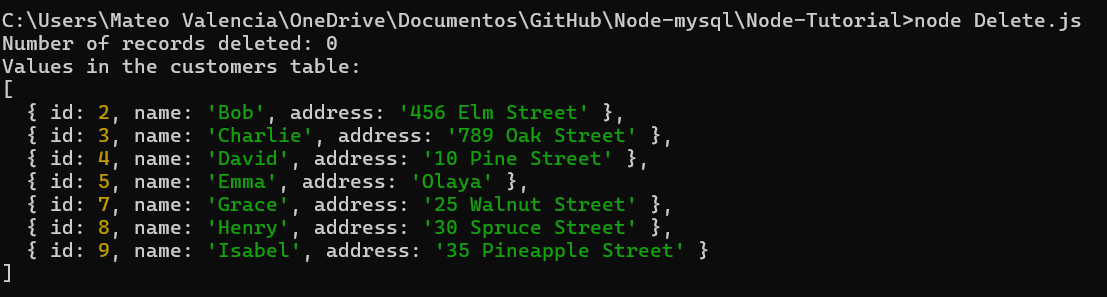 C:\Users\Mateo Valencia\OneDrive\Documentos\GitHub\Node-mysql\Node-Tutorial>node Delete.js
Number of records deleted: 0
Values in the customers table:
[
  { id: 2, name: 'Bob', address: '456 Elm Street' },
  { id: 3, name: 'Charlie', address: '789 Oak Street' },
  { id: 4, name: 'David', address: '10 Pine Street' },
  { id: 5, name: 'Emma', address: 'Olaya' },
  { id: 7, name: 'Grace', address: '25 Walnut Street' },
  { id: 8, name: 'Henry', address: '30 Spruce Street' },
  { id: 9, name: 'Isabel', address: '35 Pineapple Street' }
]